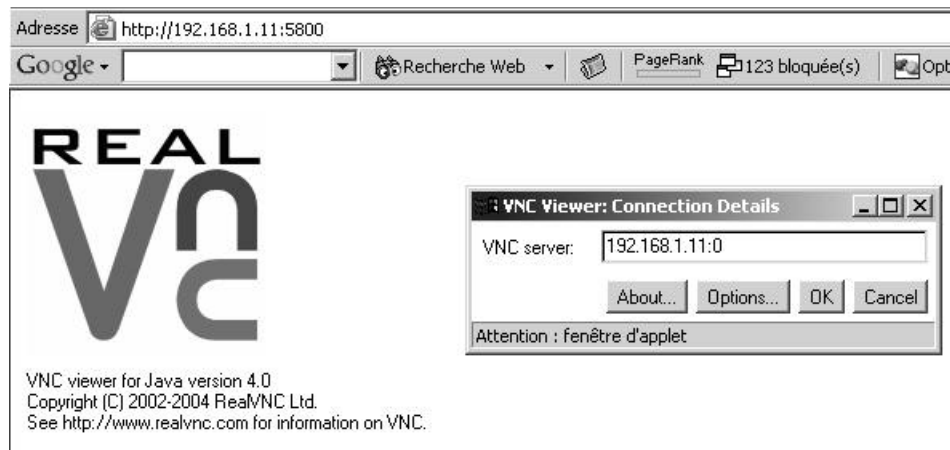 Adresse http://192.168.1.11:5800
Google Recherche Web PageRank 123 bloquée(s) Opt
REAL
vnc
VNC Viewer: Connection Details
VNC server: 192.168.1.11:0
About... Options... OK Cancel
Attention : fenêtre d'applet
VNC viewer for Java version 4.0
Copyright (C) 2002-2004 RealVNC Ltd.
See http://www.realvnc.com for information on VNC.